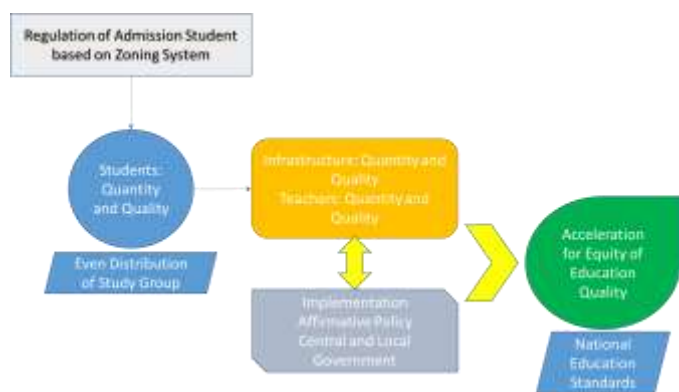 Regulation of Admission Student
based on Zoning System
Students:
Quantity
and Quality
Even Distribution
of Study Group
Infrastructure: Quantity and
Quality
Teachers: Quantity and
Quality
Implementation
Affirmative Policy
Central and Local
Government
Acceleration
for Equity of
Education
Quality
National
Education
Standards